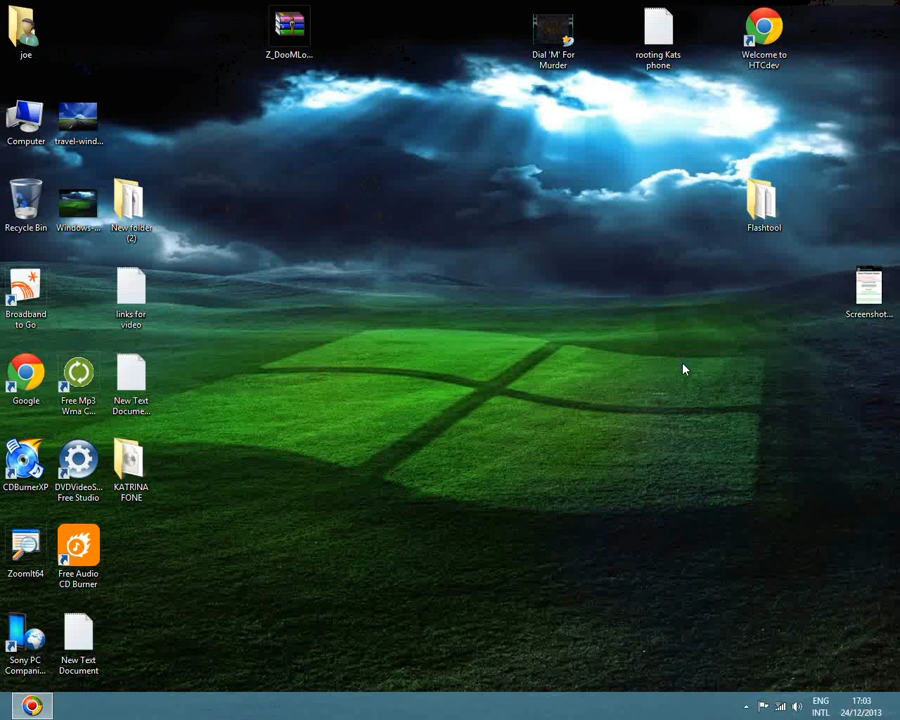 joe
Z_DooMLo...
Dial 'M' For
Murder
rooting Kats
phone
Welcome to
HTCdev
Computer
travel-wind...
Recycle Bin
Windows-...
New folder
(2)
Flashtool
Broadband
to Go
links for
video
Screenshot...
Google
Free Mp3
Wma C...
New Text
Docume...
CDBurnerXP
DVDVideoS...
Free Studio
KATRINA
FONE
ZoomIt64
Free Audio
CD Burner
Sony PC
Compani...
New Text
Document
ENG
INTL
17:03
24/12/2013